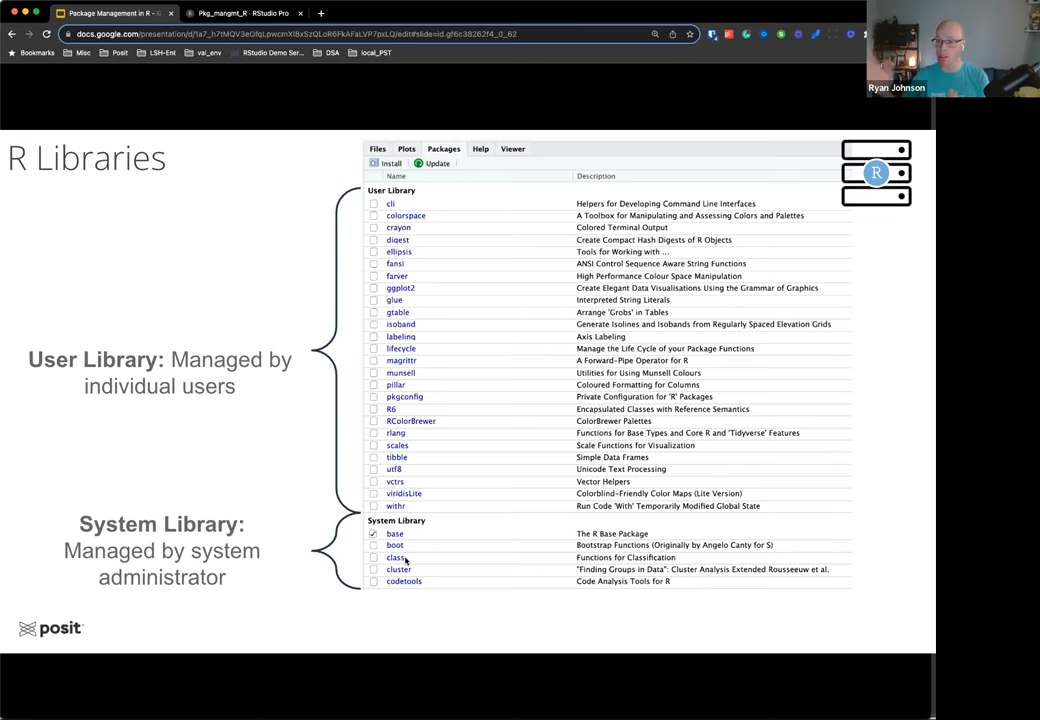 Package Management in R - G
Pkg_mangmt_R - RStudio Pro
Bookmarks Misc Posit LSH-Ent val_env RStudio Demo Ser... DSA local_PST
Ryan Johnson
R Libraries
Files Plots Packages Help Viewer
Install Update
Name Description
User Library
cli Helpers for Developing Command Line Interfaces
colorspace A Toolbox for Manipulating and Assessing Colors and Palettes
crayon Colored Terminal Output
digest Create Compact Hash Digests of R Objects
ellipsis Tools for Working with ...
fansi ANSI Control Sequence Aware String Functions
farver High Performance Colour Space Manipulation
ggplot2 Create Elegant Data Visualisations Using the Grammar of Graphics
glue Interpreted String Literals
gtable Arrange 'Grobs' in Tables
isoband Generate Isolines and Isobands from Regularly Spaced Elevation Grids
labeling Axis Labeling
lifecycle Manage the Life Cycle of your Package Functions
magrittr A Forward-Pipe Operator for R
munsell Utilities for Using Munsell Colours
pillar Coloured Formatting for Columns
pkgconfig Private Configuration for 'R' Packages
R6 Encapsulated Classes with Reference Semantics
RColorBrewer ColorBrewer Palettes
rlang Functions for Base Types and Core R and 'Tidyverse' Features
scales Scale Functions for Visualization
tibble Simple Data Frames
utf8 Unicode Text Processing
vctrs Vector Helpers
viridisLite Colorblind-Friendly Color Maps (Lite Version)
withr Run Code 'With' Temporarily Modified Global State
System Library
base The R Base Package
boot Bootstrap Functions (Originally by Angelo Canty for S)
class Functions for Classification
cluster "Finding Groups in Data": Cluster Analysis Extended Rousseeuw et al.
codetools Code Analysis Tools for R
R
User Library: Managed by
individual users
System Library:
Managed by system
administrator
posit